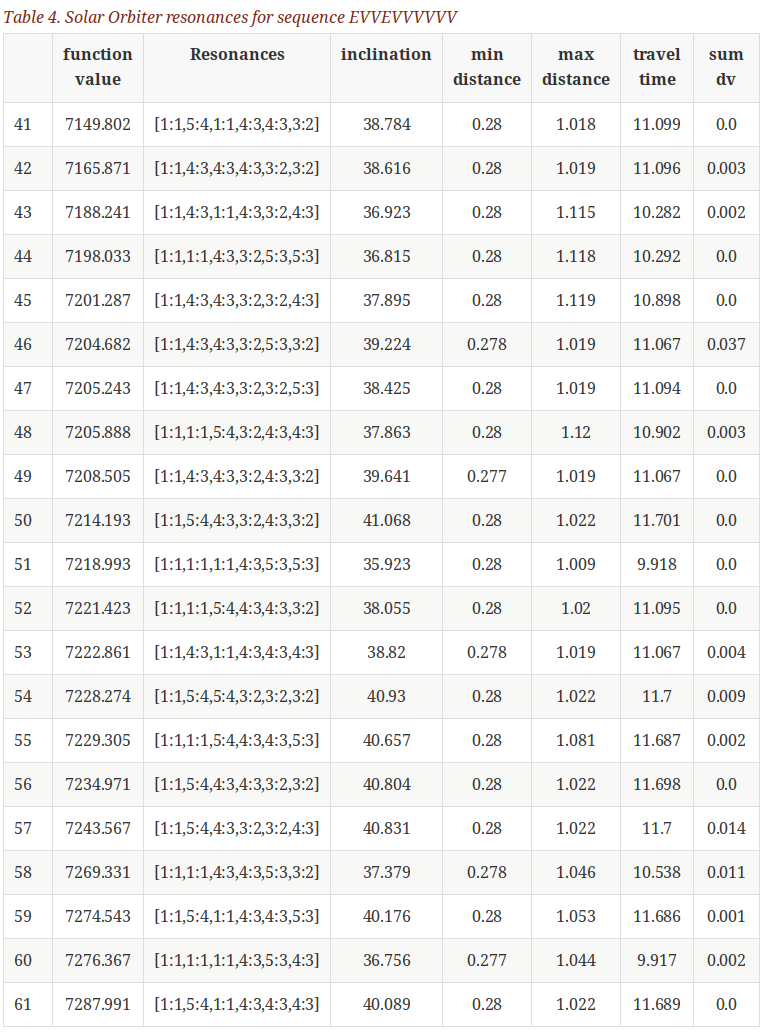 Table 4. Solar Orbiter resonances for sequence EVVEVVVVVV
function value Resonances inclination min distance max distance travel time sum dv
41 7149.802 [1:1,5:4,1:1,4:3,4:3,3:2] 38.784 0.28 1.018 11.099 0.0
42 7165.871 [1:1,4:3,4:3,4:3,3:2,3:2] 38.616 0.28 1.019 11.096 0.003
43 7188.241 [1:1,4:3,1:1,4:3,3:2,4:3] 36.923 0.28 1.115 10.282 0.002
44 7198.033 [1:1,1:1,4:3,3:2,5:3,5:3] 36.815 0.28 1.118 10.292 0.0
45 7201.287 [1:1,4:3,4:3,3:2,3:2,4:3] 37.895 0.28 1.119 10.898 0.0
46 7204.682 [1:1,4:3,4:3,3:2,5:3,3:2] 39.224 0.278 1.019 11.067 0.037
47 7205.243 [1:1,4:3,4:3,3:2,3:2,5:3] 38.425 0.28 1.019 11.094 0.0
48 7205.888 [1:1,1:1,5:4,3:2,4:3,4:3] 37.863 0.28 1.12 10.902 0.003
49 7208.505 [1:1,4:3,4:3,3:2,4:3,3:2] 39.641 0.277 1.019 11.067 0.0
50 7214.193 [1:1,5:4,4:3,3:2,4:3,3:2] 41.068 0.28 1.022 11.701 0.0
51 7218.993 [1:1,1:1,1:1,4:3,5:3,5:3] 35.923 0.28 1.009 9.918 0.0
52 7221.423 [1:1,1:1,5:4,4:3,4:3,3:2] 38.055 0.28 1.02 11.095 0.0
53 7222.861 [1:1,4:3,1:1,4:3,4:3,4:3] 38.82 0.278 1.019 11.067 0.004
54 7228.274 [1:1,5:4,5:4,3:2,3:2,3:2] 40.93 0.28 1.022 11.7 0.009
55 7229.305 [1:1,1:1,5:4,4:3,4:3,5:3] 40.657 0.28 1.081 11.687 0.002
56 7234.971 [1:1,5:4,4:3,4:3,3:2,3:2] 40.804 0.28 1.022 11.698 0.0
57 7243.567 [1:1,5:4,4:3,3:2,3:2,4:3] 40.831 0.28 1.022 11.7 0.014
58 7269.331 [1:1,1:1,4:3,4:3,5:3,3:2] 37.379 0.278 1.046 10.538 0.011
59 7274.543 [1:1,5:4,1:1,4:3,4:3,5:3] 40.176 0.28 1.053 11.686 0.001
60 7276.367 [1:1,1:1,1:1,4:3,5:3,4:3] 36.756 0.277 1.044 9.917 0.002
61 7287.991 [1:1,5:4,1:1,4:3,4:3,4:3] 40.089 0.28 1.022 11.689 0.0